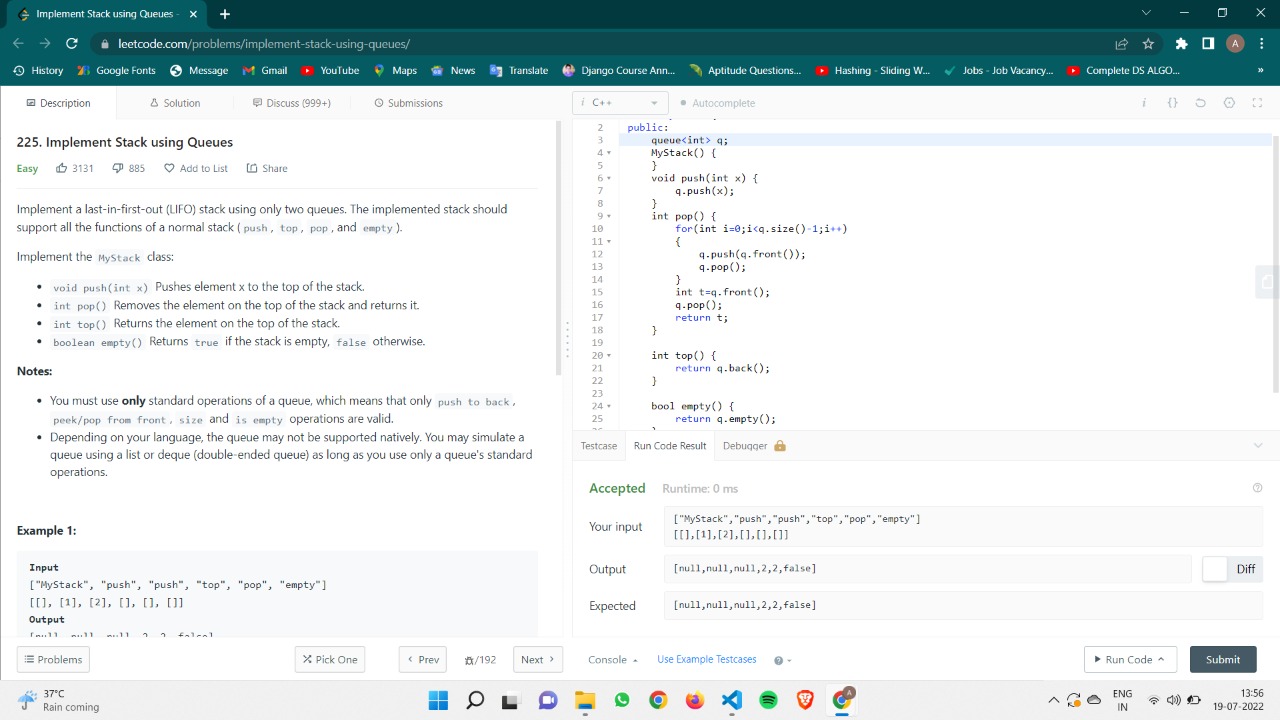 Implement Stack using Queues -
leetcode.com/problems/implement-stack-using-queues/
A
History Google Fonts Message Gmail YouTube Maps News Translate Django Course Ann... Aptitude Questions... Hashing - Sliding W... Jobs - Job Vacancy,... Complete DS ALGO... »
Description Solution Discuss (999+) Submissions
i C++ Autocomplete i {}
225. Implement Stack using Queues
Easy 3131 885 Add to List Share
Implement a last-in-first-out (LIFO) stack using only two queues. The implemented stack should
support all the functions of a normal stack ( push , top , pop , and empty ).
Implement the MyStack class:
• void push(int x) Pushes element x to the top of the stack.
• int pop() Removes the element on the top of the stack and returns it.
• int top() Returns the element on the top of the stack.
• boolean empty() Returns true if the stack is empty, false otherwise.
Notes:
• You must use only standard operations of a queue, which means that only push to back ,
peek/pop from front , size and is empty operations are valid.
• Depending on your language, the queue may not be supported natively. You may simulate a
queue using a list or deque (double-ended queue) as long as you use only a queue's standard
operations.
Example 1:
Input
["MyStack", "push", "push", "top", "pop", "empty"]
[[], [1], [2], [], [], []]
Output
[null, null, null, 2, 2, false]
2 public:
3 queue<int> q;
4 MyStack() {
5 }
6 void push(int x) {
7 q.push(x);
8 }
9 int pop() {
10 for(int i=0;i<q.size()-1;i++)
11 {
12 q.push(q.front());
13 q.pop();
14 }
15 int t=q.front();
16 q.pop();
17 return t;
18 }
19
20 int top() {
21 return q.back();
22 }
23
24 bool empty() {
25 return q.empty();
26 }
Testcase Run Code Result Debugger
Accepted Runtime: 0 ms
Your input
["MyStack","push","push","top","pop","empty"]
[[],[1],[2],[],[],[]]
Output [null,null,null,2,2,false] Diff
Expected [null,null,null,2,2,false]
Problems Pick One Prev /192 Next Console Use Example Testcases Run Code Submit
37°C
Rain coming
A
ENG
IN
13:56
19-07-2022